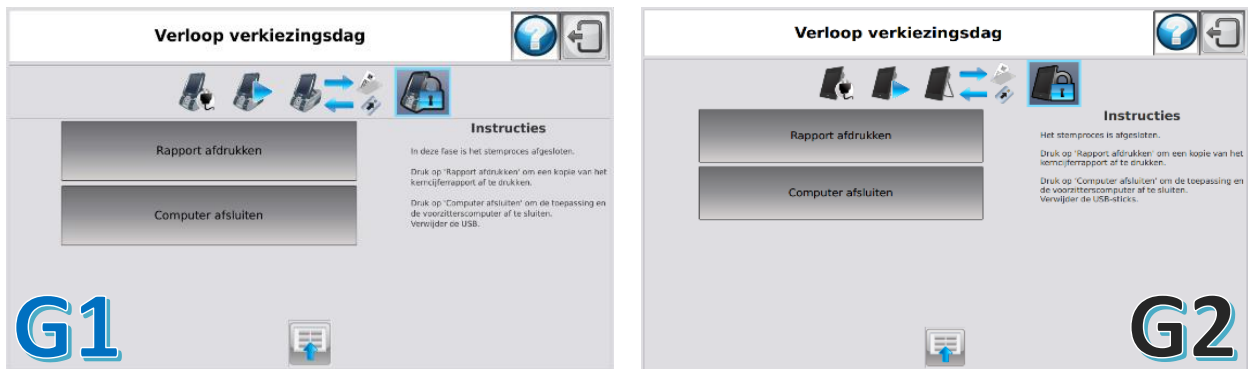 Verloop verkiezingsdag
Rapport afdrukken
Computer afsluiten
Instructies
In deze fase is het stemproces afgesloten.
Druk op 'Rapport afdrukken' om een kopie van het
kerncijferrapport af te drukken.
Druk op 'Computer afsluiten' om de toepassing en
de voorzitterscomputer af te sluiten.
Verwijder de USB.
G1
Verloop verkiezingsdag
Rapport afdrukken
Computer afsluiten
Instructies
Het stemproces is afgesloten.
Druk op 'Rapport afdrukken' om een kopie van het
kerncijferrapport af te drukken.
Druk op 'Computer afsluiten' om de toepassing en
de voorzitterscomputer af te sluiten.
Verwijder de USB-sticks.
G2